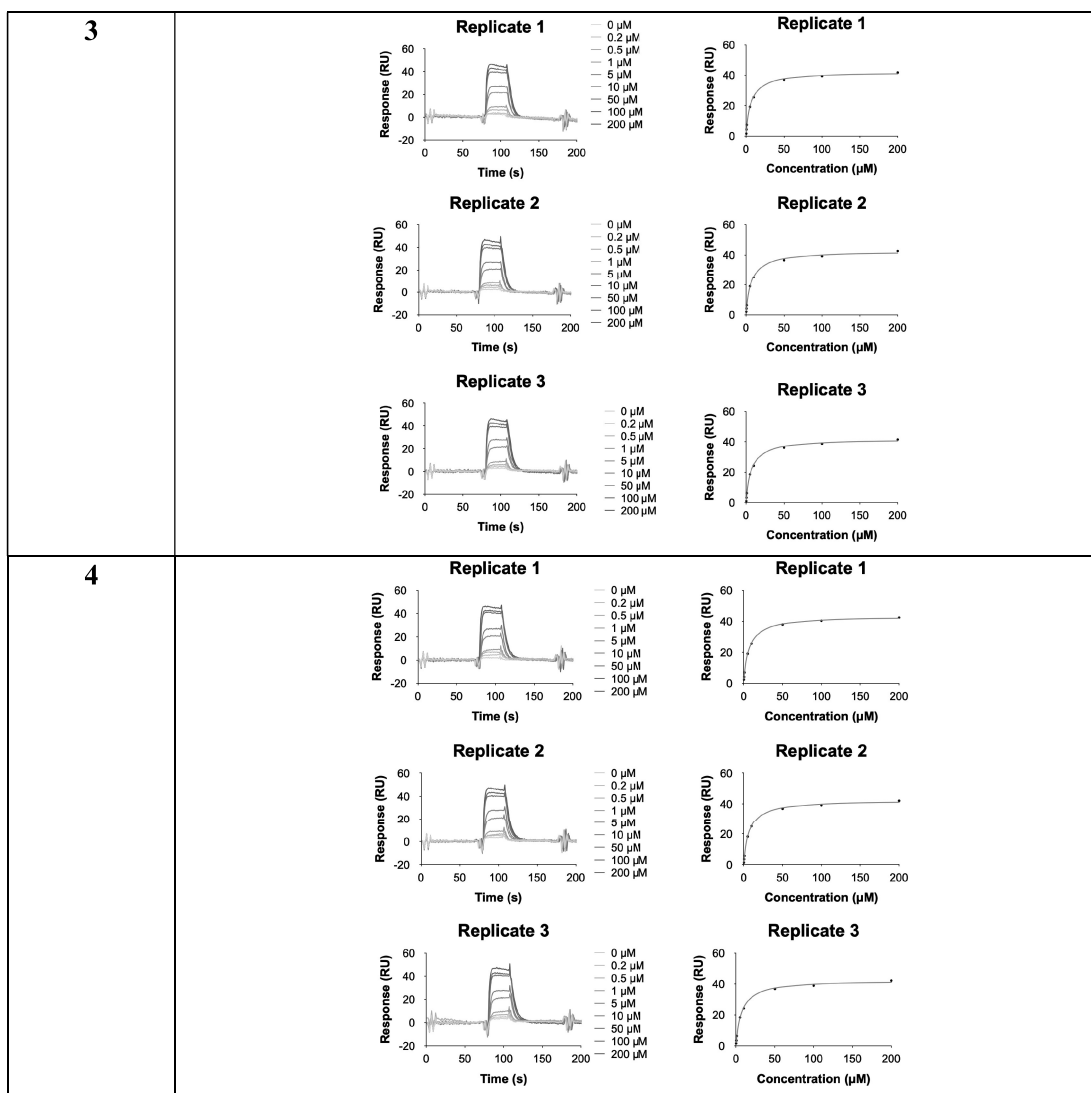 3
Replicate 1
Response (RU)
60
40
20
0
-20
0 50 100 150 200
Time (s)
0 µM
0.2 µM
0.5 µM
1 µM
5 µM
10 µM
50 µM
100 µM
200 µM
Replicate 1
Response (RU)
60
40
20
0
0 50 100 150 200
Concentration (µM)
Replicate 2
Response (RU)
60
40
20
0
-20
0 50 100 150 200
Time (s)
0 µM
0.2 µM
0.5 µM
1 µM
5 µM
10 µM
50 µM
100 µM
200 µM
Replicate 2
Response (RU)
60
40
20
0
0 50 100 150 200
Concentration (µM)
Replicate 3
Response (RU)
60
40
20
0
-20
0 50 100 150 200
Time (s)
0 µM
0.2 µM
0.5 µM
1 µM
5 µM
10 µM
50 µM
100 µM
200 µM
Replicate 3
Response (RU)
60
40
20
0
0 50 100 150 200
Concentration (µM)
4
Replicate 1
Response (RU)
60
40
20
0
-20
0 50 100 150 200
Time (s)
0 µM
0.2 µM
0.5 µM
1 µM
5 µM
10 µM
50 µM
100 µM
200 µM
Replicate 1
Response (RU)
60
40
20
0
0 50 100 150 200
Concentration (µM)
Replicate 2
Response (RU)
60
40
20
0
-20
0 50 100 150 200
Time (s)
0 µM
0.2 µM
0.5 µM
1 µM
5 µM
10 µM
50 µM
100 µM
200 µM
Replicate 2
Response (RU)
60
40
20
0
0 50 100 150 200
Concentration (µM)
Replicate 3
Response (RU)
60
40
20
0
-20
0 50 100 150 200
Time (s)
0 µM
0.2 µM
0.5 µM
1 µM
5 µM
10 µM
50 µM
100 µM
200 µM
Replicate 3
Response (RU)
60
40
20
0
0 50 100 150 200
Concentration (µM)